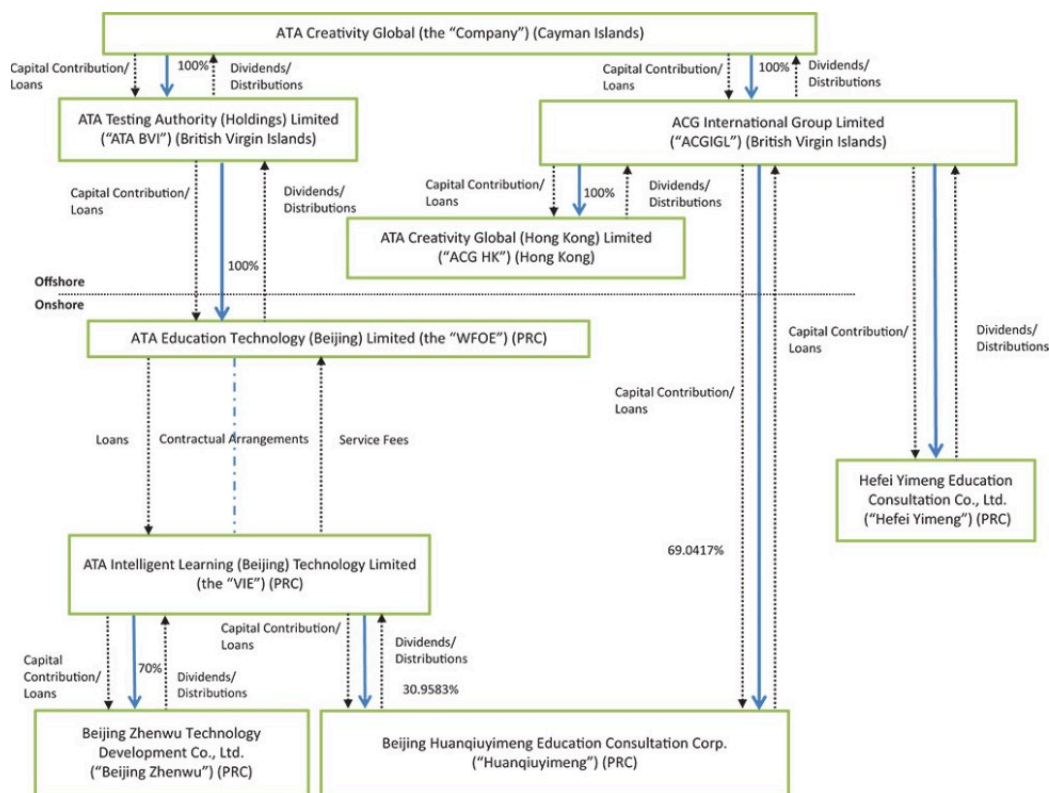 ATA Creativity Global (the “Company”) (Cayman Islands)
Capital Contribution/
Loans
100%
Dividends/
Distributions
Capital Contribution/
Loans
100%
Dividends/
Distributions
ATA Testing Authority (Holdings) Limited
(“ATA BVI”) (British Virgin Islands)
ACG International Group Limited
(“ACGIGL”) (British Virgin Islands)
Capital Contribution/
Loans
Dividends/
Distributions
Capital Contribution/
Loans
100%
Dividends/
Distributions
ATA Creativity Global (Hong Kong) Limited
(“ACG HK”) (Hong Kong)
100%
Offshore
Onshore
ATA Education Technology (Beijing) Limited (the “WFOE”) (PRC)
Capital Contribution/
Loans
Dividends/
Distributions
Capital Contribution/
Loans
Loans
Contractual Arrangements
Service Fees
Hefei Yimeng Education
Consultation Co., Ltd.
(“Hefei Yimeng”) (PRC)
69.0417%
ATA Intelligent Learning (Beijing) Technology Limited
(the “VIE”) (PRC)
Capital
Contribution/
Loans
70%
Dividends/
Distributions
Capital Contribution/
Loans
Dividends/
Distributions
30.9583%
Beijing Zhenwu Technology
Development Co., Ltd.
(“Beijing Zhenwu”) (PRC)
Beijing Huanqiuyimeng Education Consultation Corp.
(“Huanqiuyimeng”) (PRC)